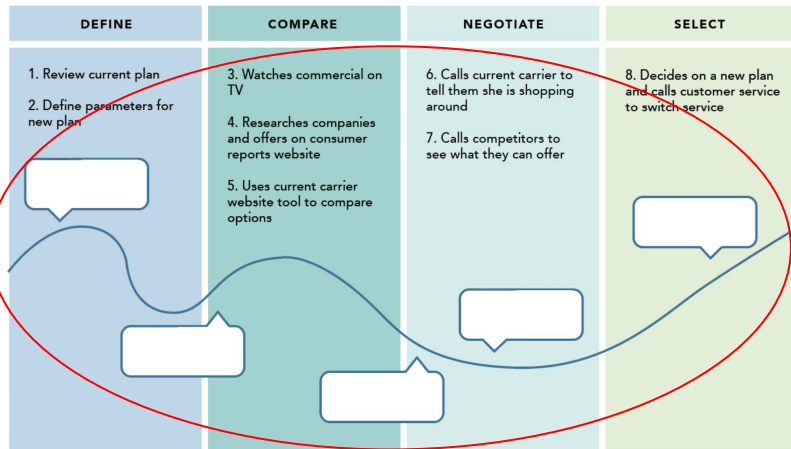 DEFINE
COMPARE
NEGOTIATE
SELECT
1. Review current plan
2. Define parameters for
new plan
3. Watches commercial on
TV
4. Researches companies
and offers on consumer
reports website
5. Uses current carrier
website tool to compare
options
6. Calls current carrier to
tell them she is shopping
around
7. Calls competitors to
see what they can offer
8. Decides on a new plan
and calls customer service
to switch service